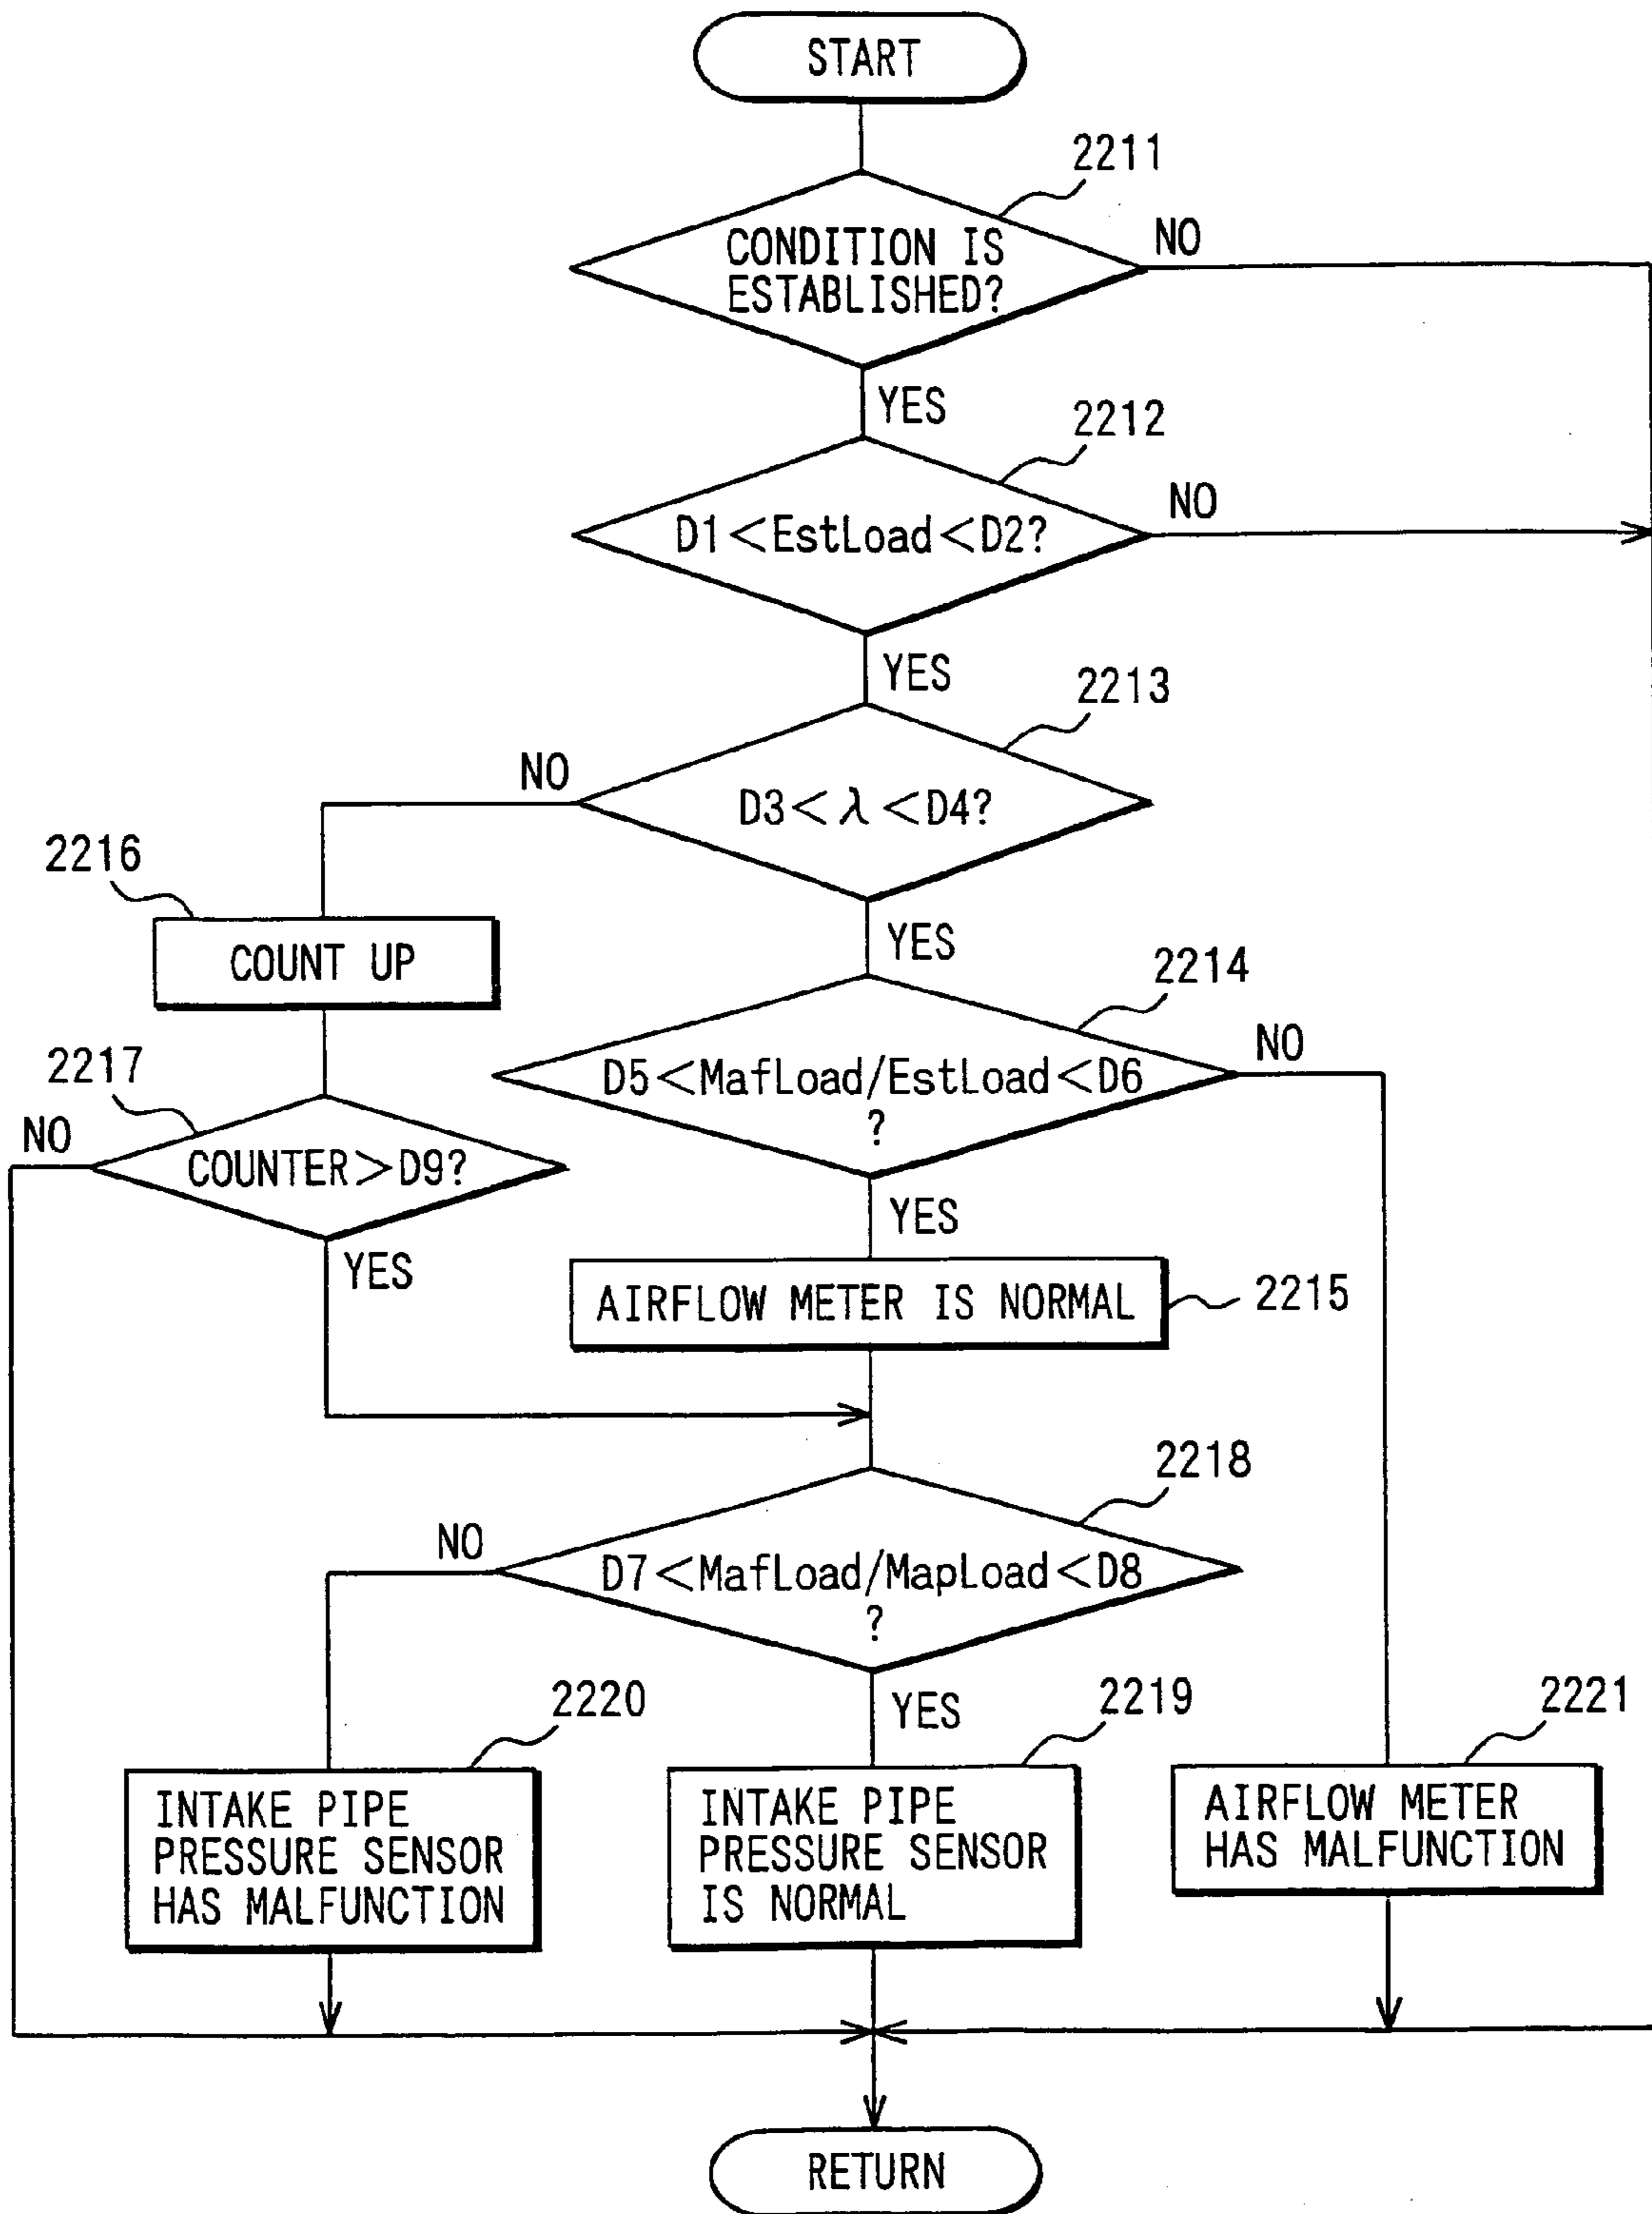 START
2211
CONDITION IS
ESTABLISHED?
NO
YES
2212
D1<EstLoad<D2?
NO
YES
2213
NO
D3<λ<D4?
2216
YES
COUNT UP
2214
2217
NO
D5<MafLoad/EstLoad<D6
?
NO
COUNTER>D9?
YES
YES
AIRFLOW METER IS NORMAL
2215
2218
NO
D7<MafLoad/MapLoad<D8
?
2220
YES
2219
2221
INTAKE PIPE
PRESSURE SENSOR
HAS MALFUNCTION
INTAKE PIPE
PRESSURE SENSOR
IS NORMAL
AIRFLOW METER
HAS MALFUNCTION
RETURN